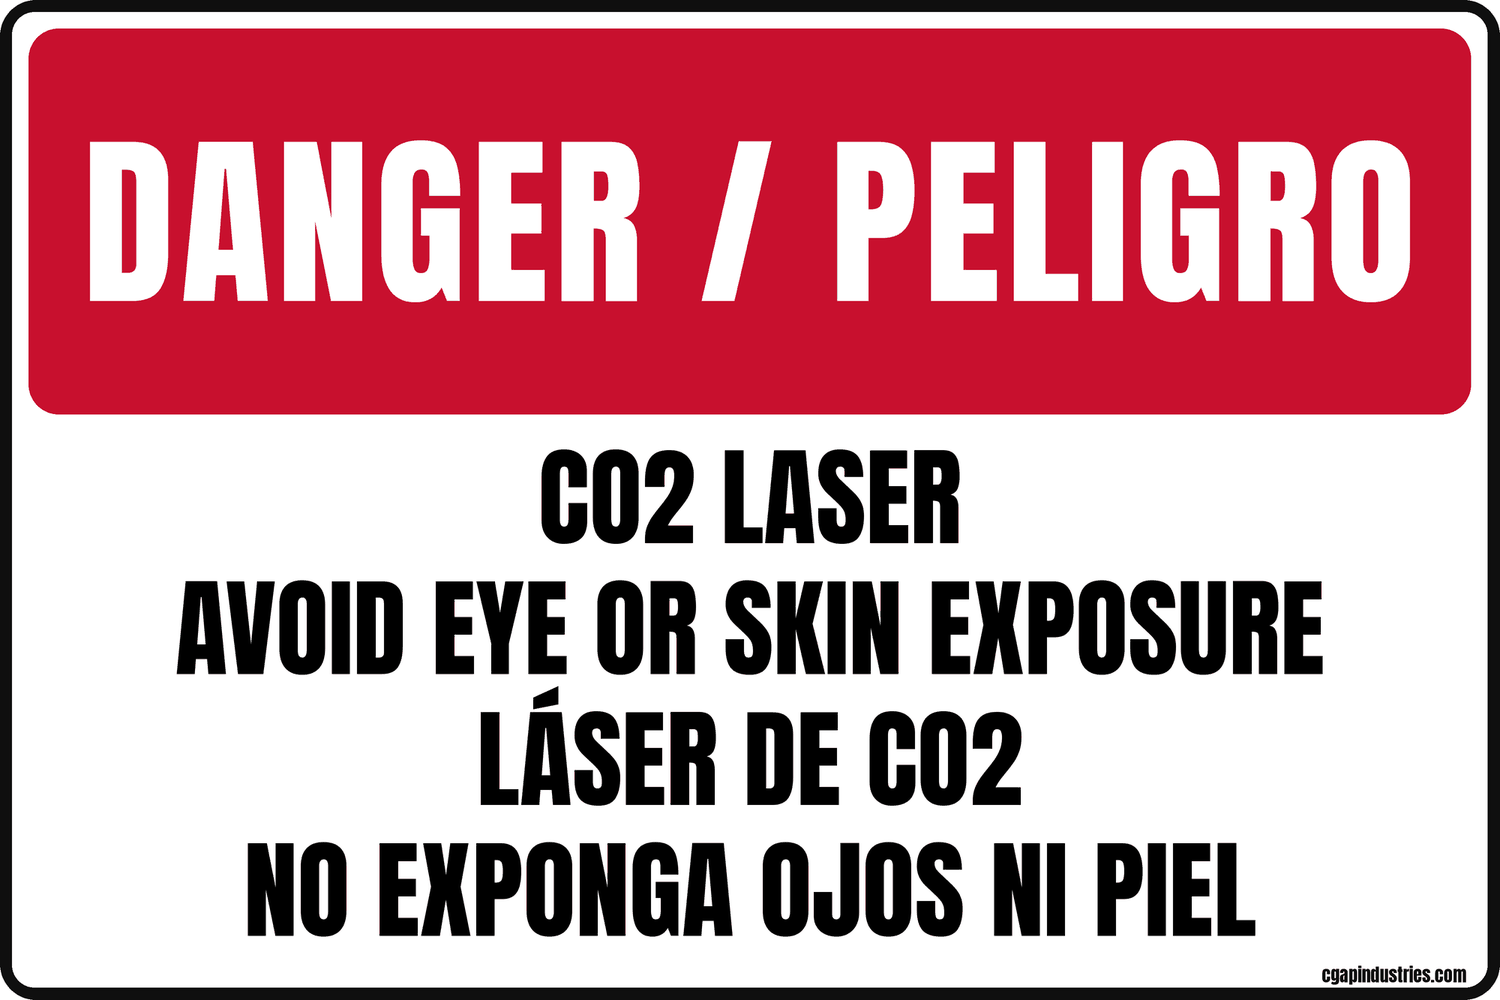 DANGER / PELIGRO
CO2 LASER
AVOID EYE OR SKIN EXPOSURE
LÁSER DE CO2
NO EXPONGA OJOS NI PIEL
cgapindustries.com